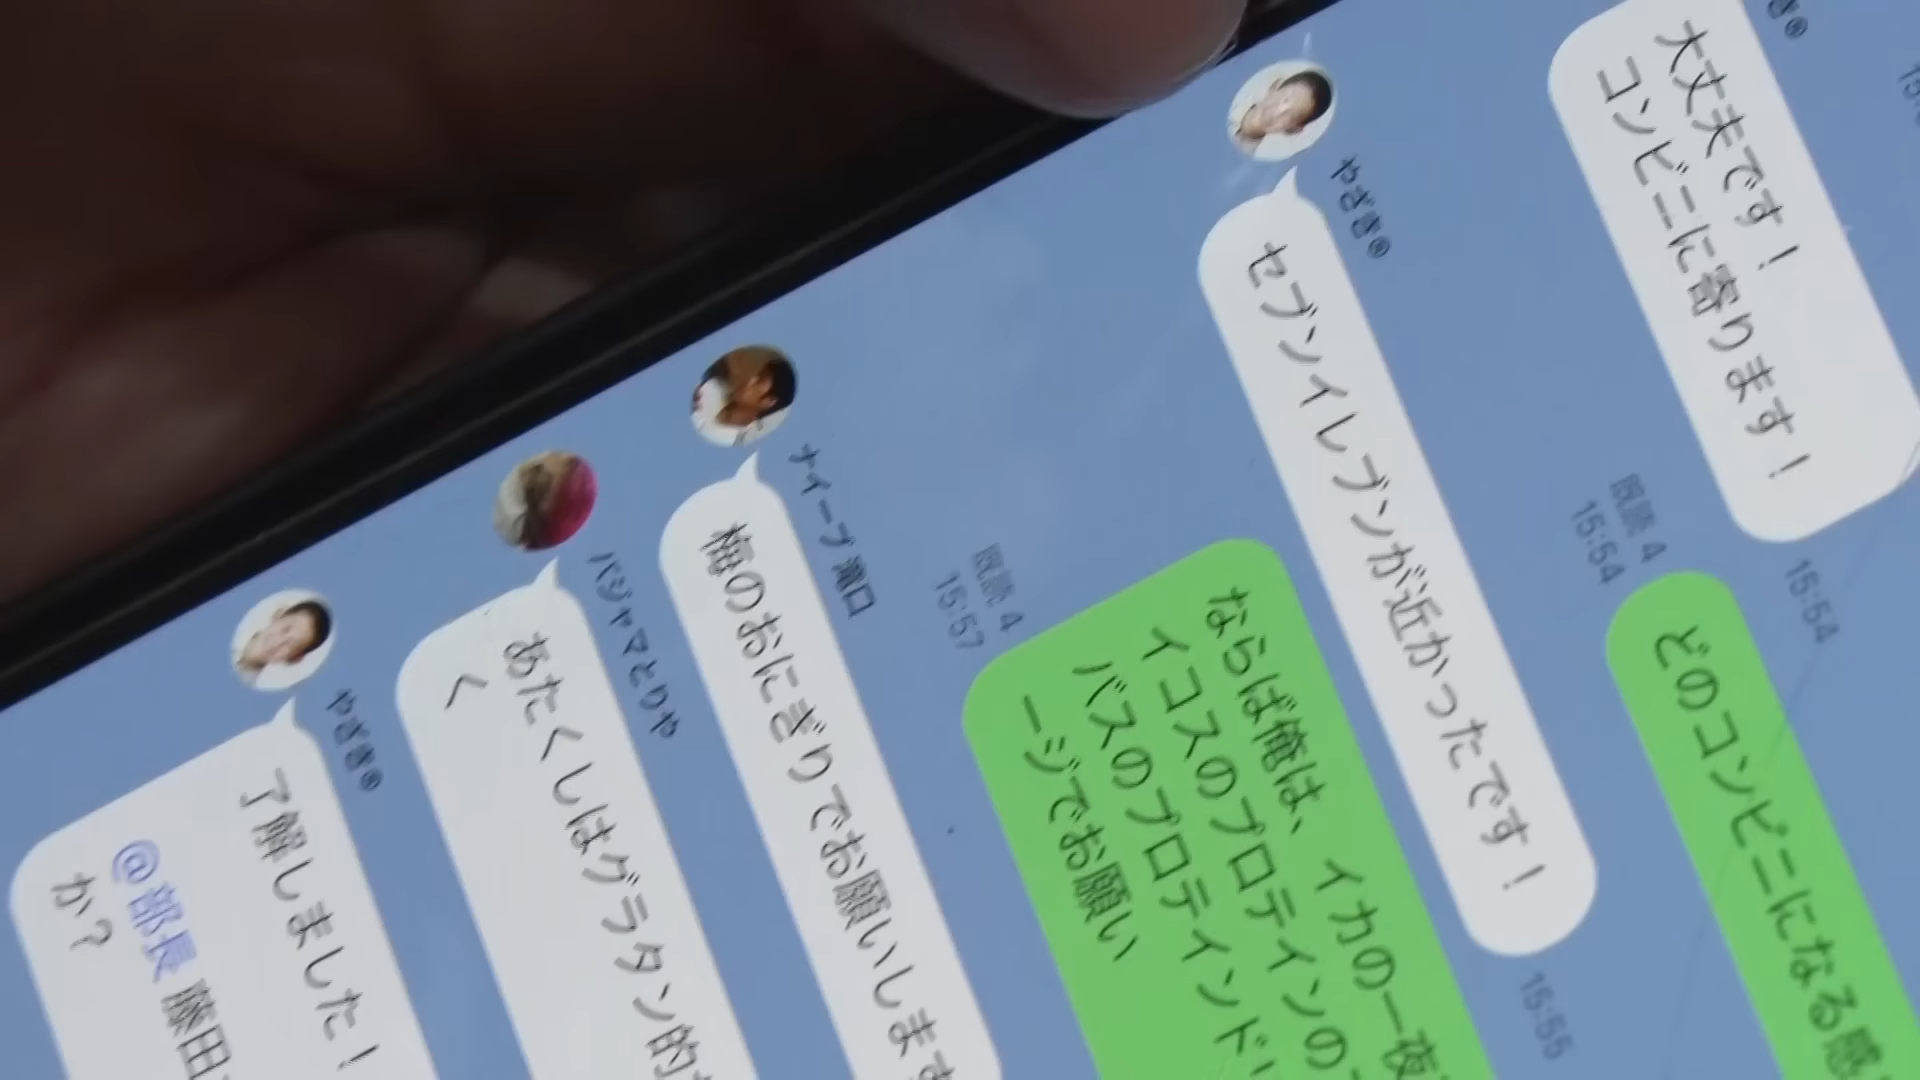 大丈夫です！
コンビニに寄ります！
15:54
既読 4
15:54
どのコンビニになる感
やざき®
セブンイレブンが近かったです！
15:55
既読 4
15:57
ならば俺は、イカの一夜
イコスのプロテインの
バスのプロテインド
ージでお願い
ナイーブ 瀧口
梅のおにぎりでお願いします
パジャマとりや
あたくしはグラタン的
く
やざき®
了解しました！
@部長 藤田
か？